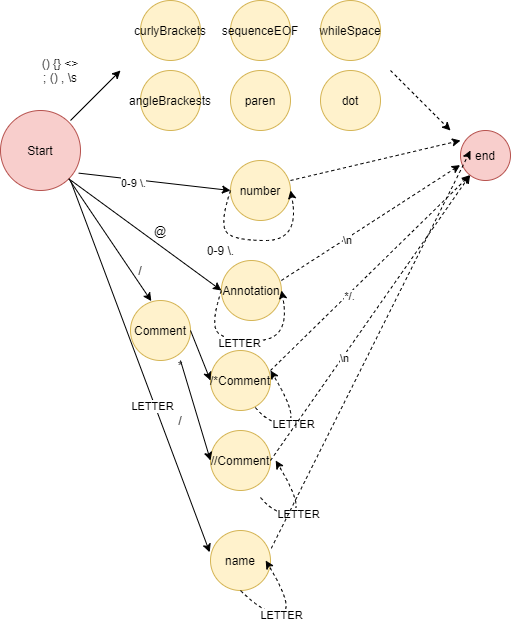 curlyBrackets
sequenceEOF
whileSpace
() {} <>
; () , \s
angleBrackests
paren
dot
Start
end
0-9 \.
number
@
\n
0-9 \.
/
Annotation
*/.
Comment
LETTER
\n
*
/*Comment
LETTER
/
LETTER
//Comment
LETTER
name
LETTER